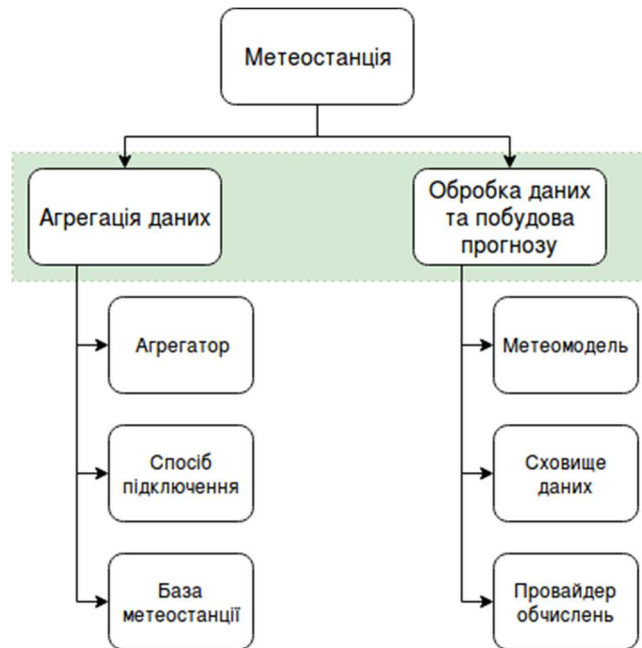 Метеостанція
Агрегація даних
Обробка даних
та побудова
прогнозу
Агрегатор
Метеомодель
Спосіб
підключення
Сховище
даних
База
метеостанції
Провайдер
обчислень